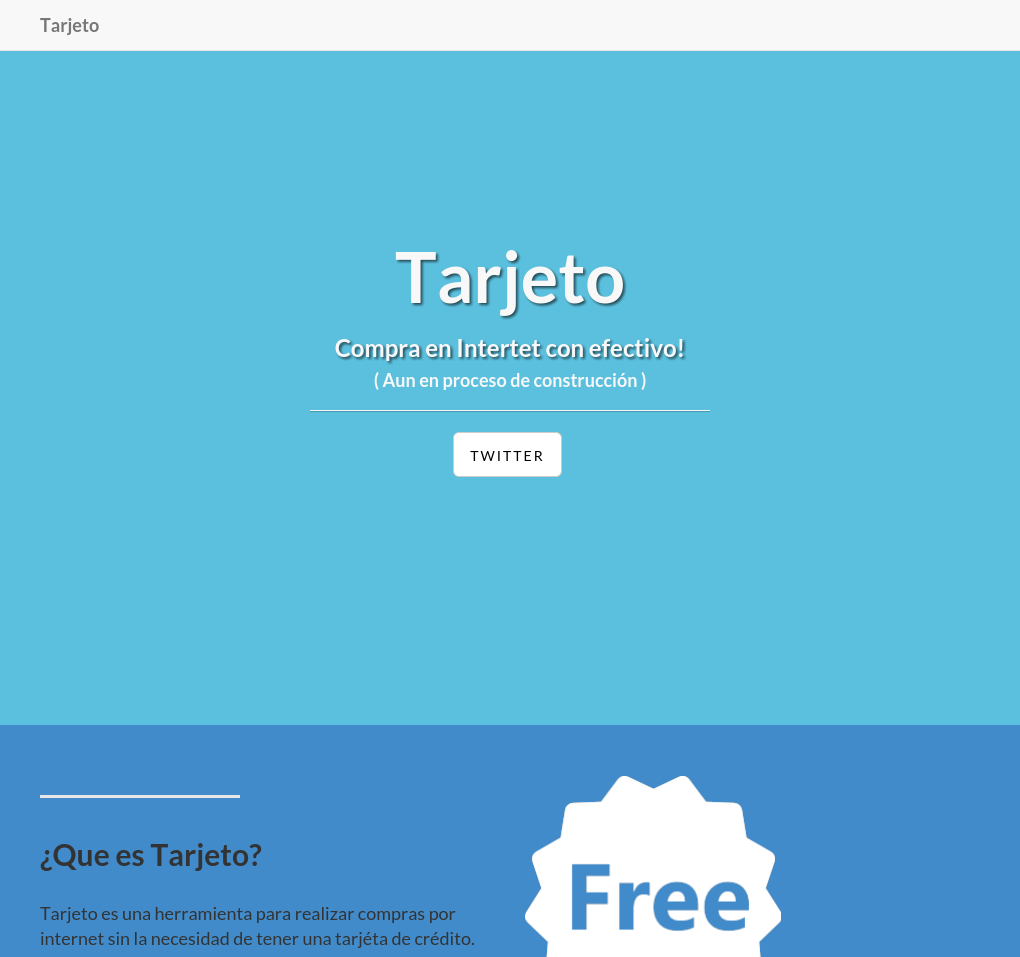 Tarjeto
Tarjeto
Compra en Intertet con efectivo!
( Aun en proceso de construcción )
TWITTER
¿Que es Tarjeto?
Tarjeto es una herramienta para realizar compras por
internet sin la necesidad de tener una tarjéta de crédito.
Free